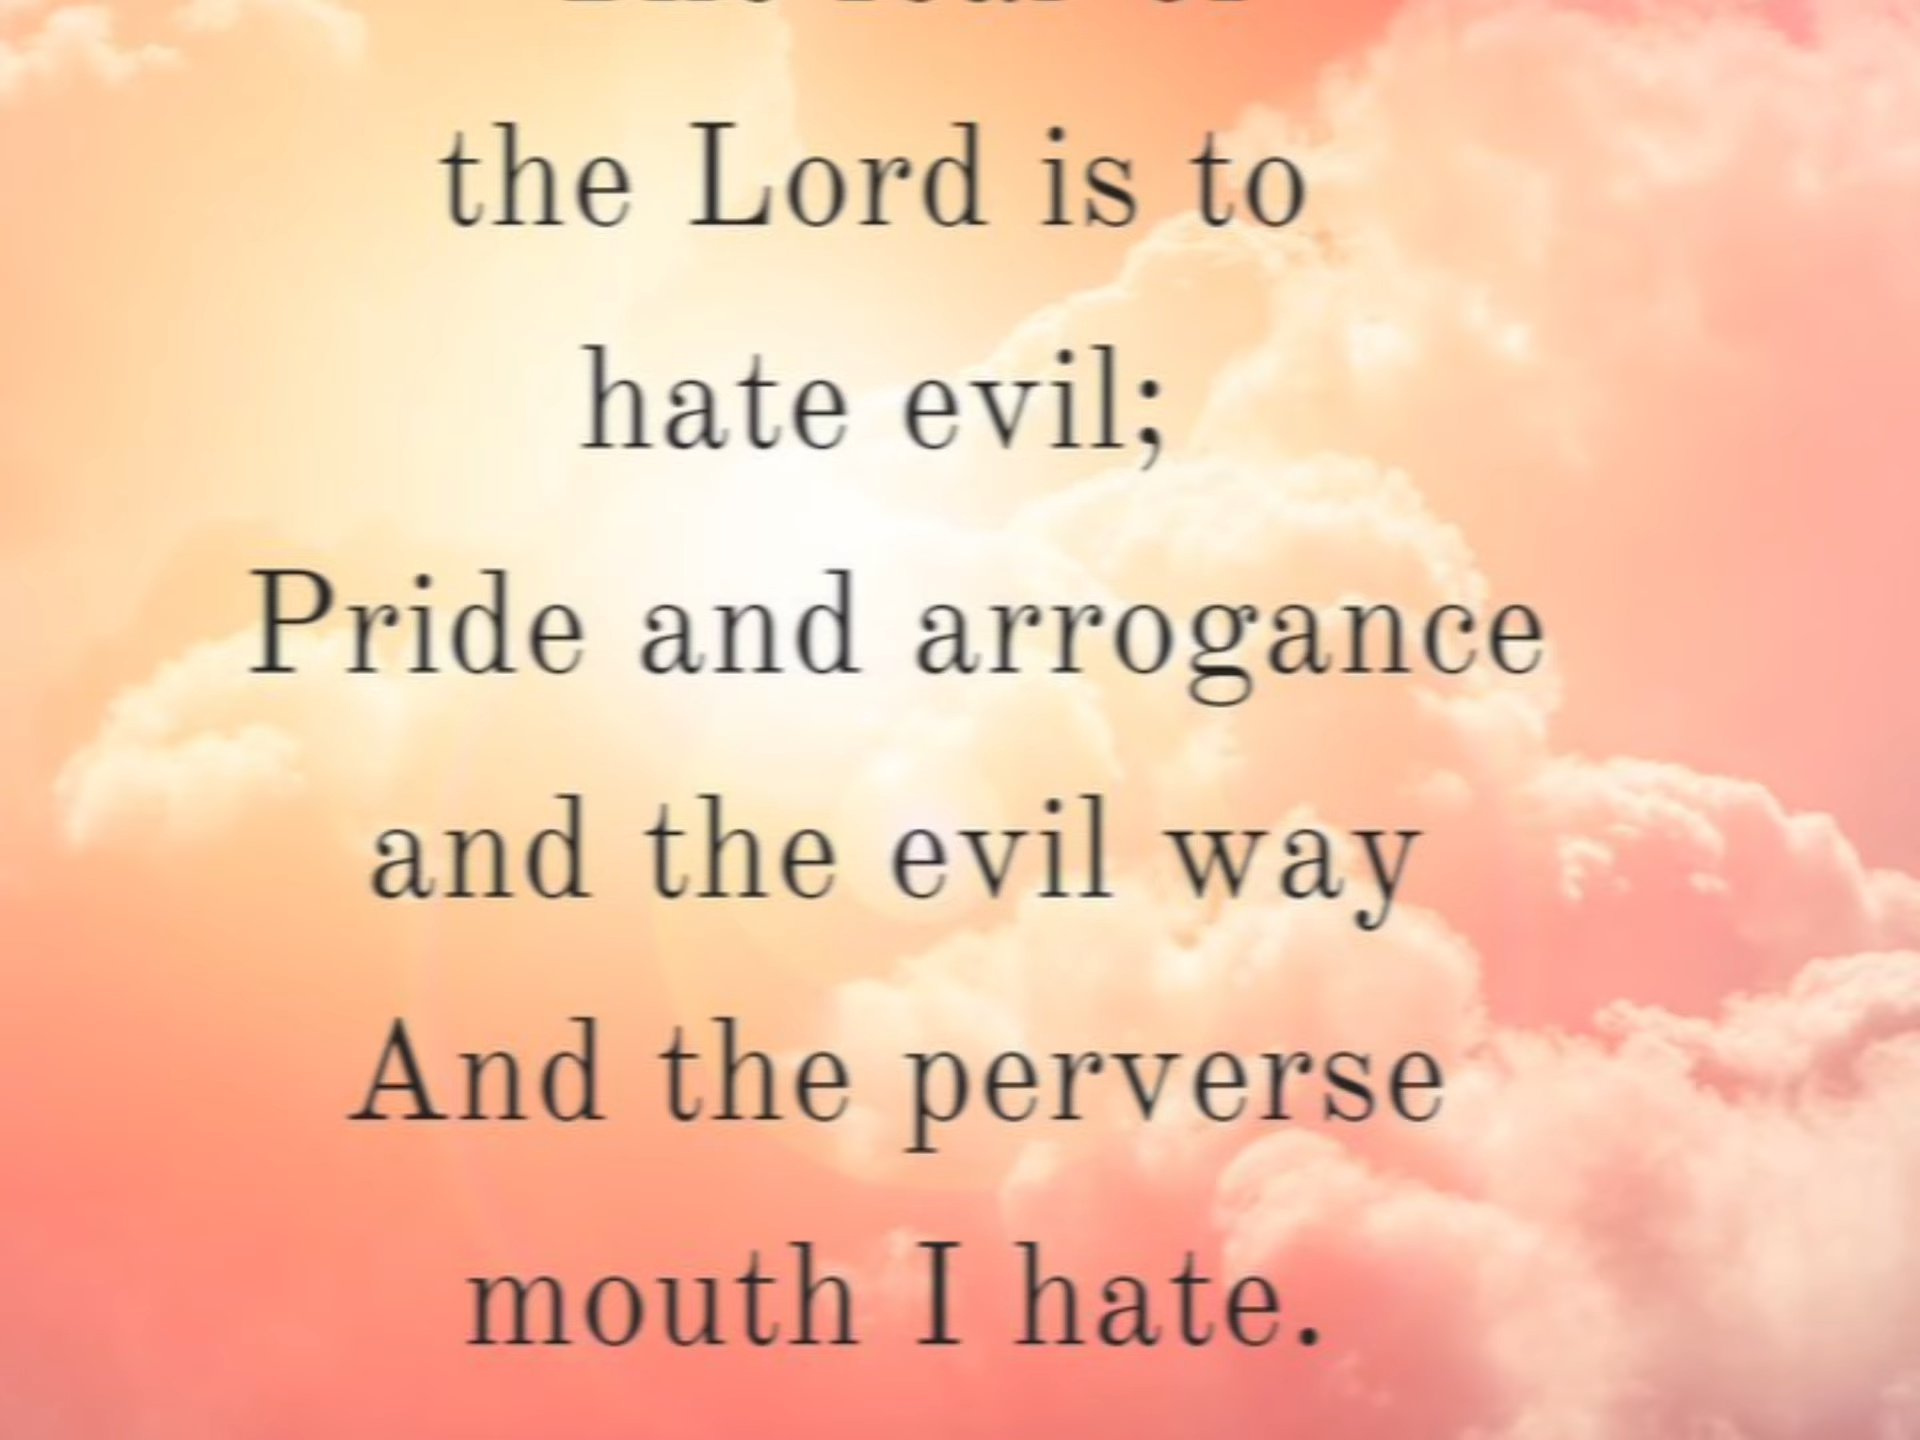 the Lord is to
hate evil;
Pride and arrogance
and the evil way
And the perverse
mouth I hate.